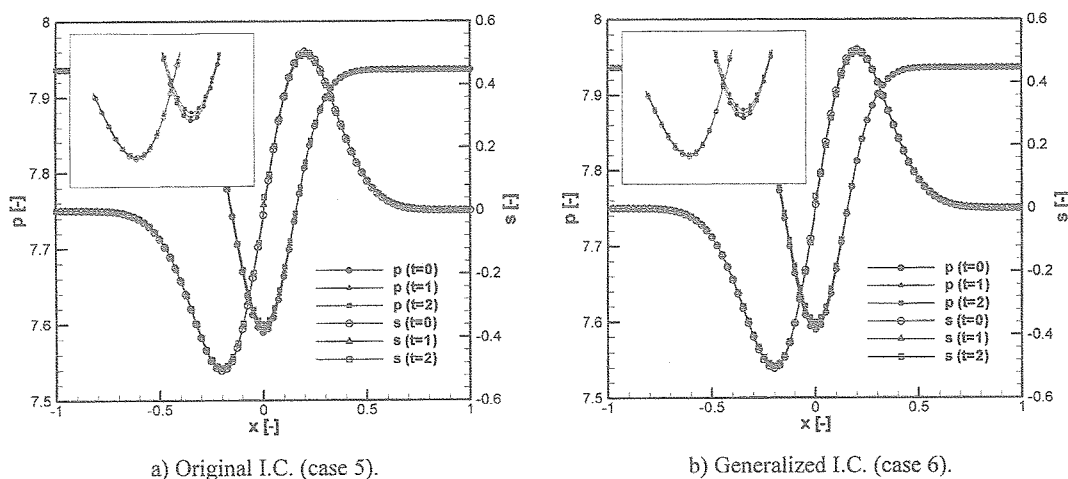 8
7.9
7.8
7.7
7.6
7.5
p [-]
0.6
0.4
0.2
0
-0.2
-0.4
-0.6
s [-]
p (t=0)
p (t=1)
p (t=2)
s (t=0)
s (t=1)
s (t=2)
-1
-0.5
0
0.5
1
x [-]
a) Original I.C. (case 5).
8
7.9
7.8
7.7
7.6
7.5
p [-]
0.6
0.4
0.2
0
-0.2
-0.4
-0.6
s [-]
p (t=0)
p (t=1)
p (t=2)
s (t=0)
s (t=1)
s (t=2)
-1
-0.5
0
0.5
1
x [-]
b) Generalized I.C. (case 6).